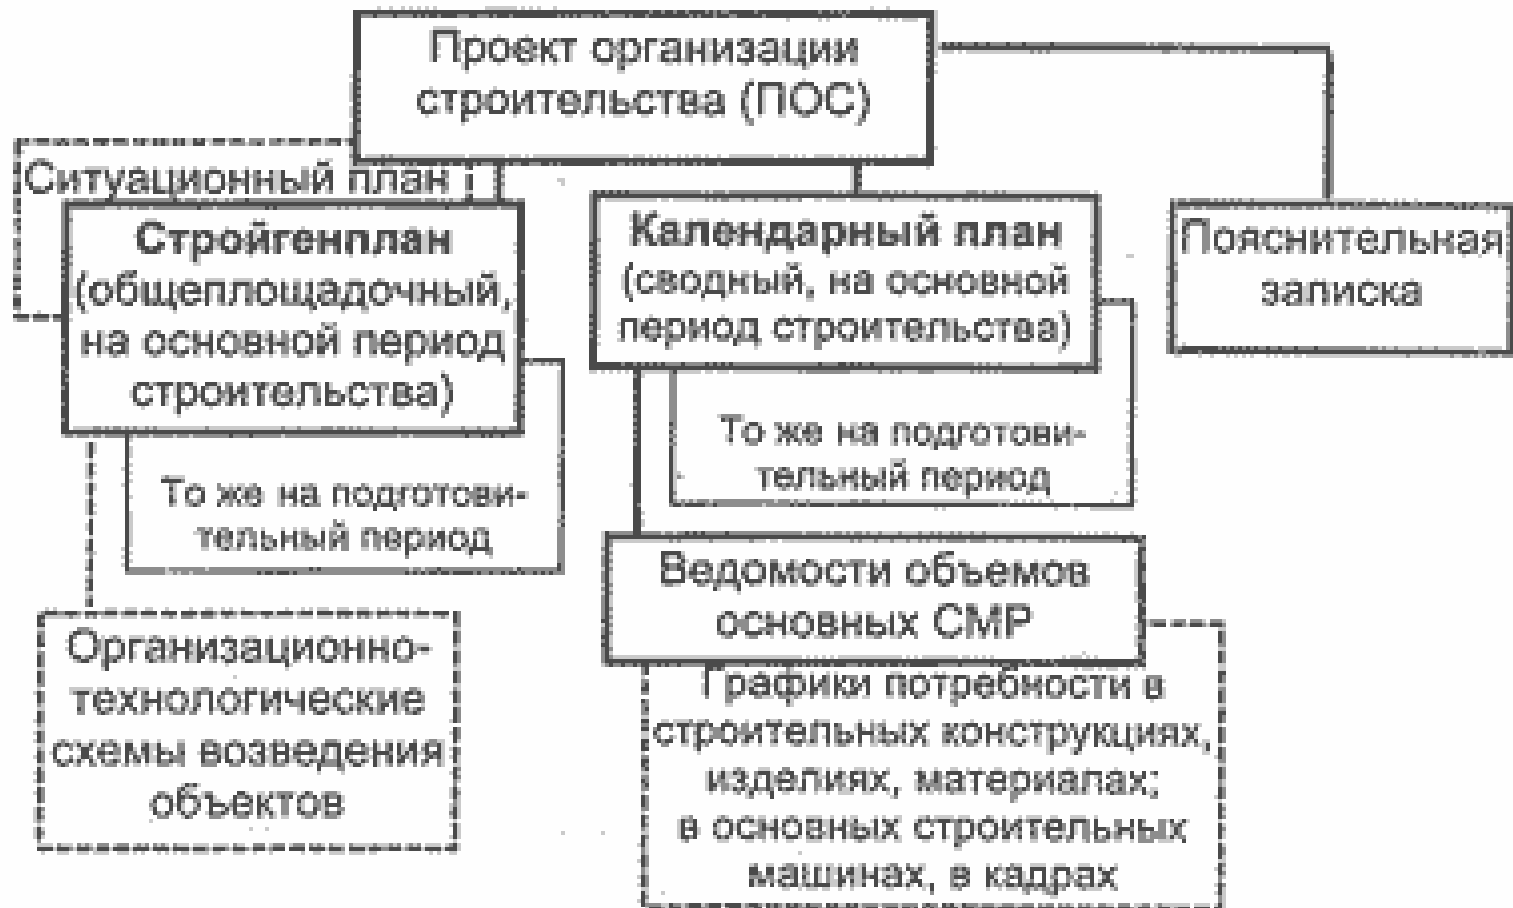 Проект организации
строительства (ПОС)
Ситуационный план
Стройгенплан
(общеплощадочный,
на основной период
строительства)
То же на подготови-
тельный период
Организационно-
технологические
схемы возведения
объектов
Календарный план
(сводный, на основной
период строительства)
То же на подготови-
тельный период
Ведомости объемов
основных СМР
Графики потребности в
строительных конструкциях,
изделиях, материалах;
в основных строительных
машинах, в кадрах
Пояснительная
записка